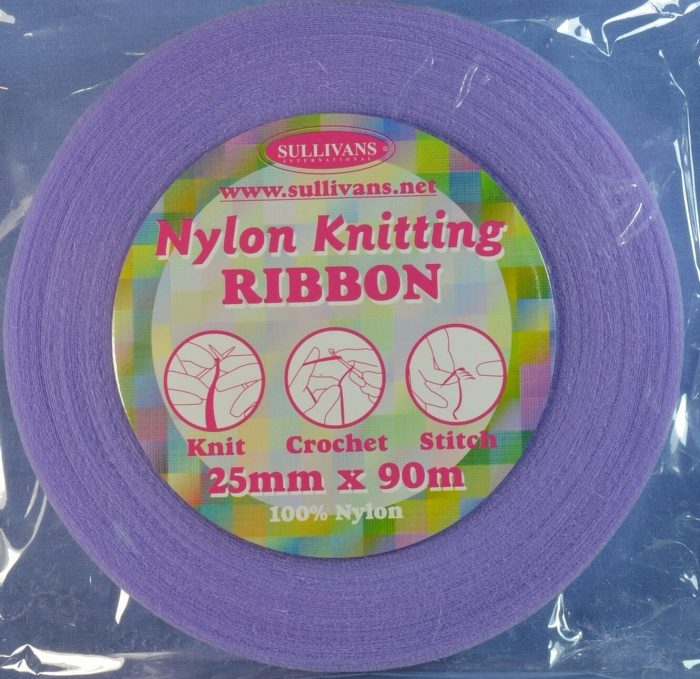 SULLIVANS ®
INTERNATIONAL
www.sullivans.net
Nylon Knitting
RIBBON
Knit Crochet Stitch
25mm x 90m
100% Nylon